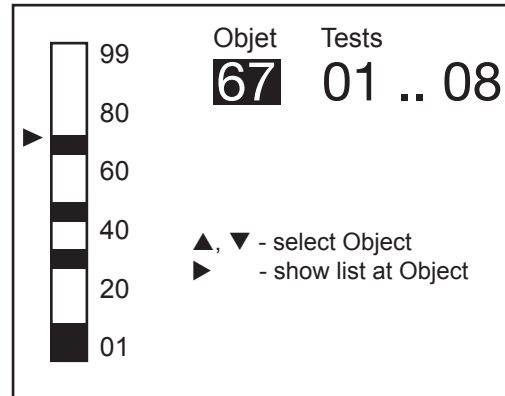 Objet Tests
67 01 .. 08
99
80
60
40
20
01
▲, ▼ - select Object
► - show list at Object